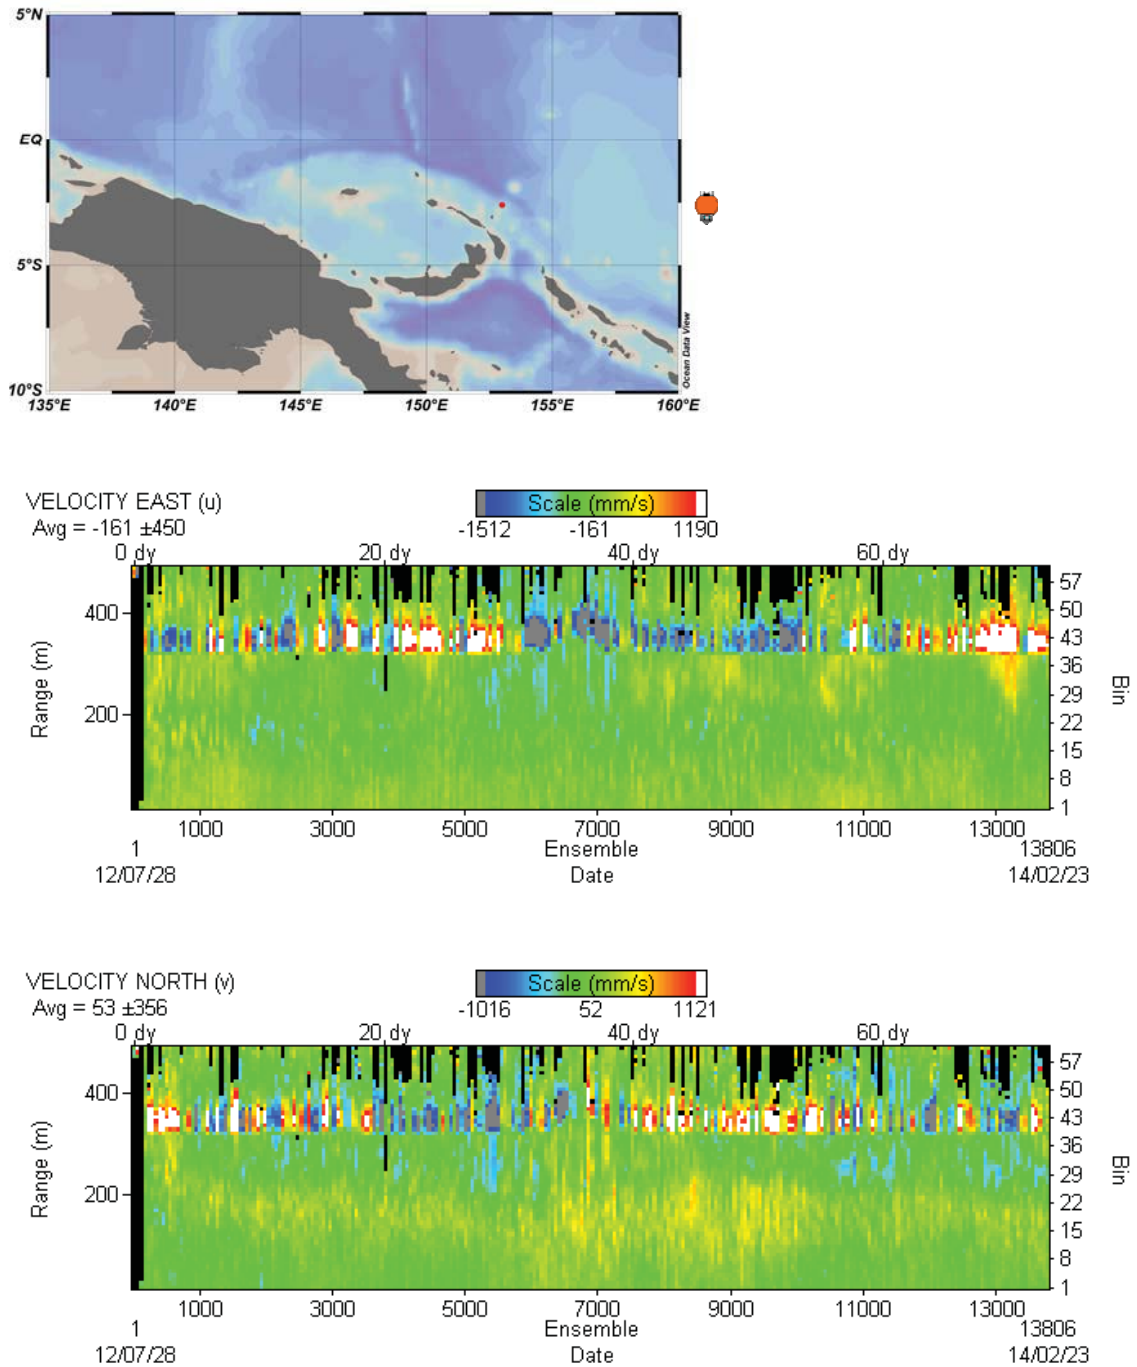 5°N
EQ
5°S
10°S
135°E 140°E 145°E 150°E 155°E 160°E
Ocean Data View
VELOCITY EAST (u)
Avg = -161 ±450
Scale (mm/s)
-1512 -161 1190
0 dy 20 dy 40 dy 60 dy
400
200
Range (m)
57
50
43
36
29
22
15
8
1
Bin
1000 3000 5000 7000 9000 11000 13000
1 Ensemble 13806
12/07/28 Date 14/02/23
VELOCITY NORTH (v)
Avg = 53 ±356
Scale (mm/s)
-1016 52 1121
0 dy 20 dy 40 dy 60 dy
400
200
Range (m)
57
50
43
36
29
22
15
8
1
Bin
1000 3000 5000 7000 9000 11000 13000
1 Ensemble 13806
12/07/28 Date 14/02/23